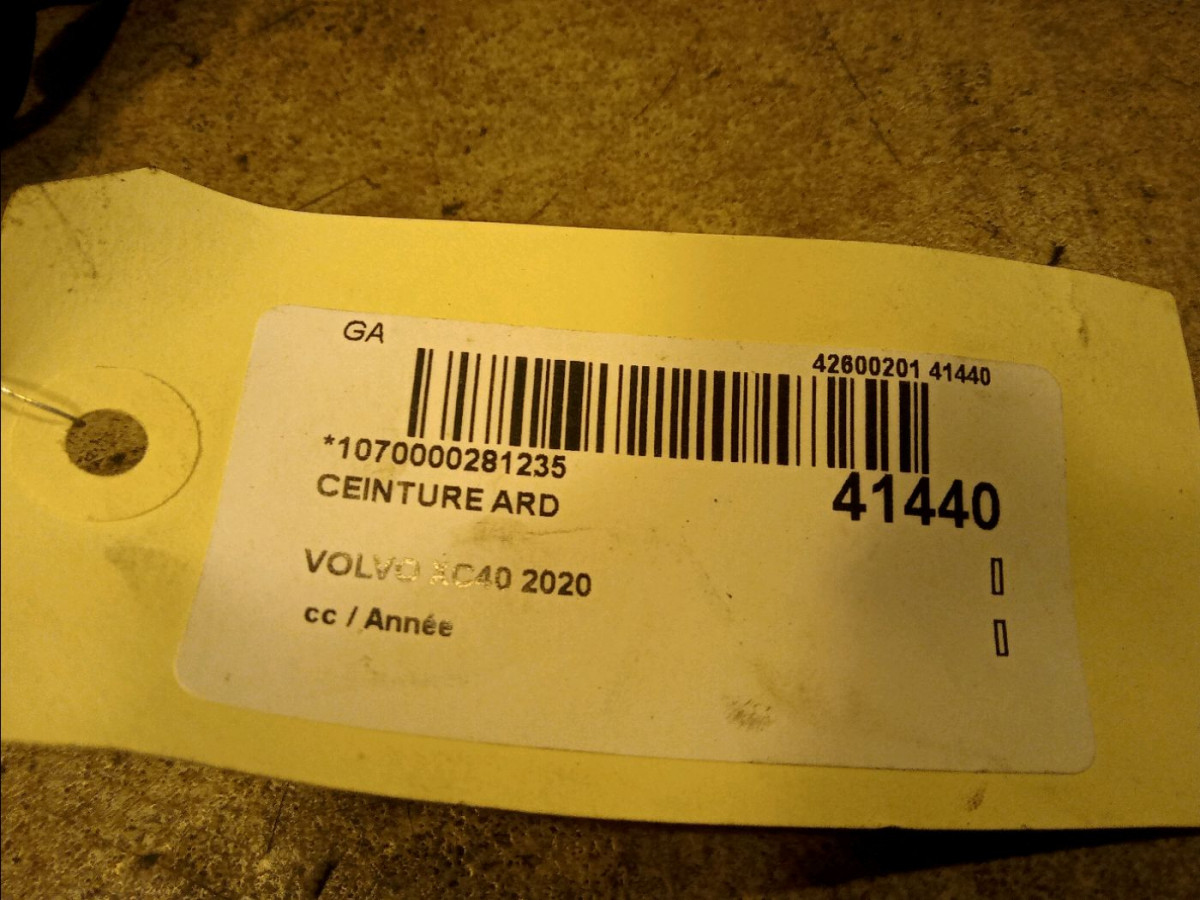 GA
42600201 41440
*1070000281235
CEINTURE ARD
41440
VOLVO XC40 2020
cc / Année